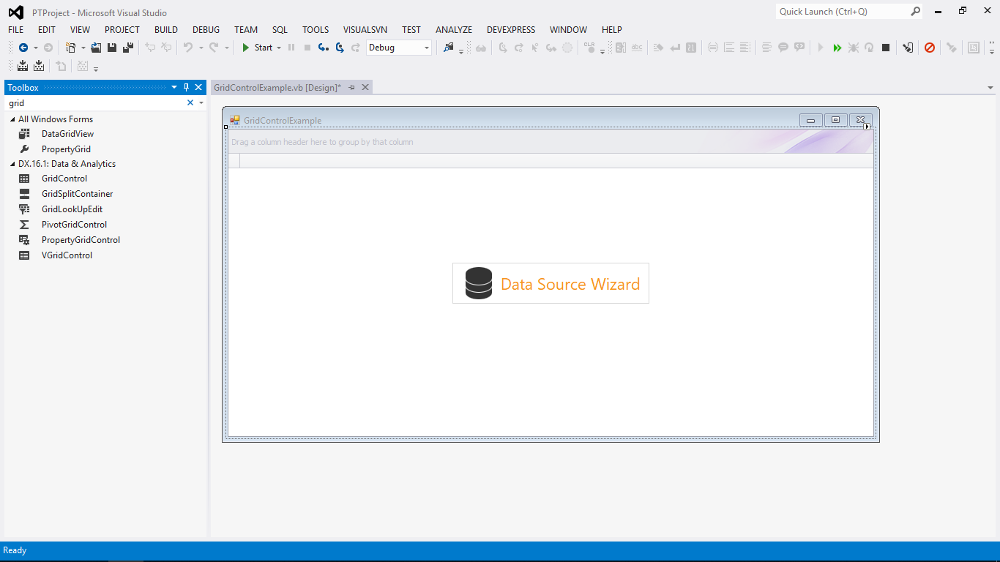 PTProject - Microsoft Visual Studio
Quick Launch (Ctrl+Q)
FILE EDIT VIEW PROJECT BUILD DEBUG TEAM SQL TOOLS VISUALSVN TEST ANALYZE DEVEXPRESS WINDOW HELP
Start Debug CLR abc
Toolbox
grid
All Windows Forms
DataGridView
PropertyGrid
DX.16.1: Data & Analytics
GridControl
GridSplitContainer
GridLookUpEdit
PivotGridControl
PropertyGridControl
VGridControl
GridControlExample.vb [Design]*
GridControlExample
Drag a column header here to group by that column
Data Source Wizard
Ready